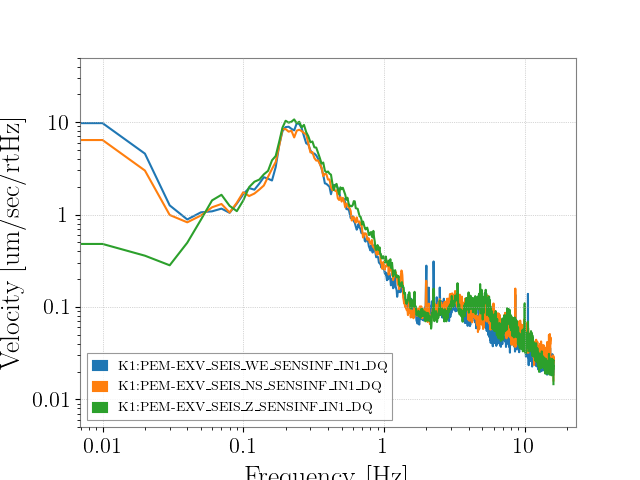 10
1
0.1
0.01
Velocity [um/sec/rtHz]
K1:PEM-EXV_SEIS_WE_SENSINF_IN1_DQ
K1:PEM-EXV_SEIS_NS_SENSINF_IN1_DQ
K1:PEM-EXV_SEIS_Z_SENSINF_IN1_DQ
0.01 0.1 1 10
Frequency [Hz]